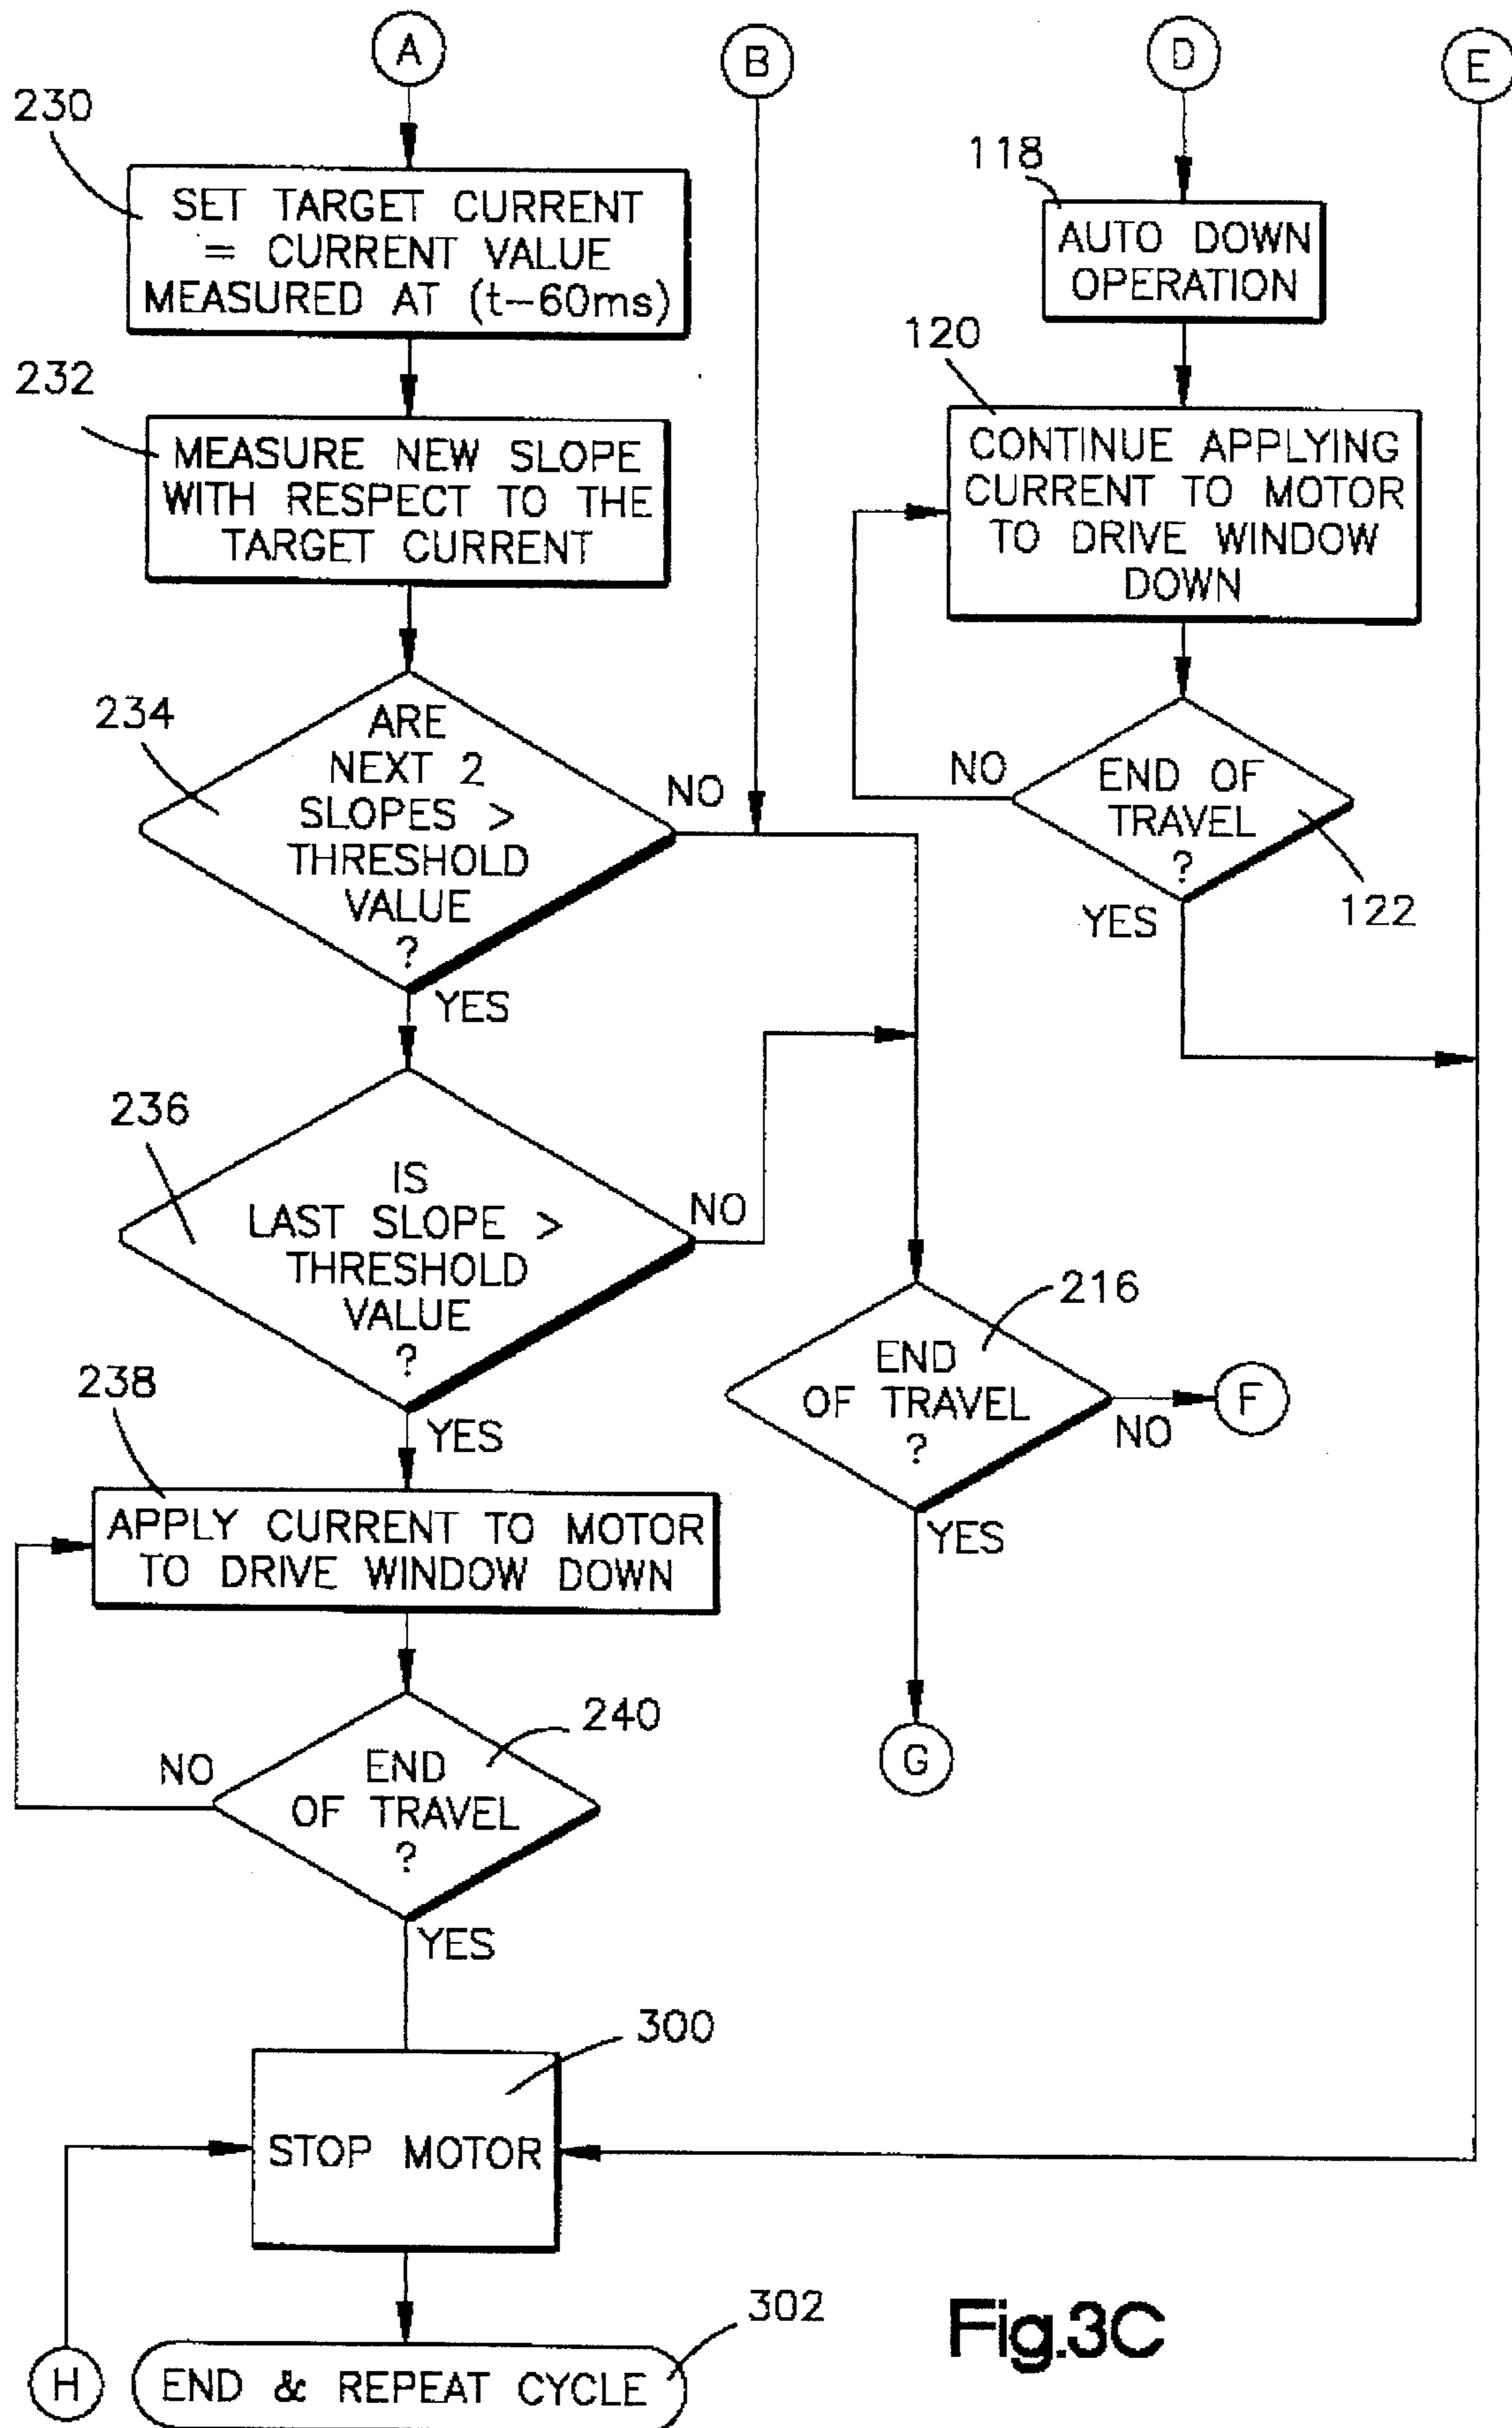 A
B
D
E
230
SET TARGET CURRENT
= CURRENT VALUE
MEASURED AT (t-60ms)
118
AUTO DOWN
OPERATION
232
MEASURE NEW SLOPE
WITH RESPECT TO THE
TARGET CURRENT
120
CONTINUE APPLYING
CURRENT TO MOTOR
TO DRIVE WINDOW
DOWN
234
ARE
NEXT 2
SLOPES >
THRESHOLD
VALUE
?
NO
YES
NO
END OF
TRAVEL
?
122
YES
236
IS
LAST SLOPE >
THRESHOLD
VALUE
?
NO
YES
216
END
OF TRAVEL
?
NO
F
YES
G
238
APPLY CURRENT TO MOTOR
TO DRIVE WINDOW DOWN
240
NO
END
OF TRAVEL
?
YES
300
STOP MOTOR
302
H
END & REPEAT CYCLE
Fig.3C